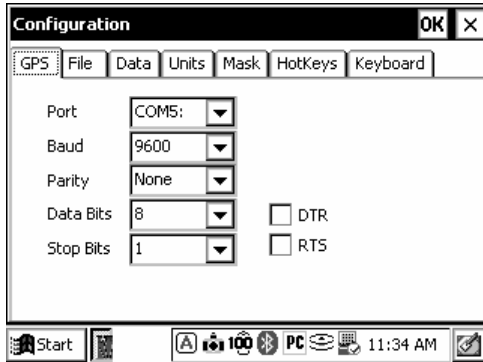 Configuration OK ×
GPS File Data Units Mask HotKeys Keyboard
Port COM5:
Baud 9600
Parity None
Data Bits 8 DTR
Stop Bits 1 RTS
Start A 100 PC 11:34 AM